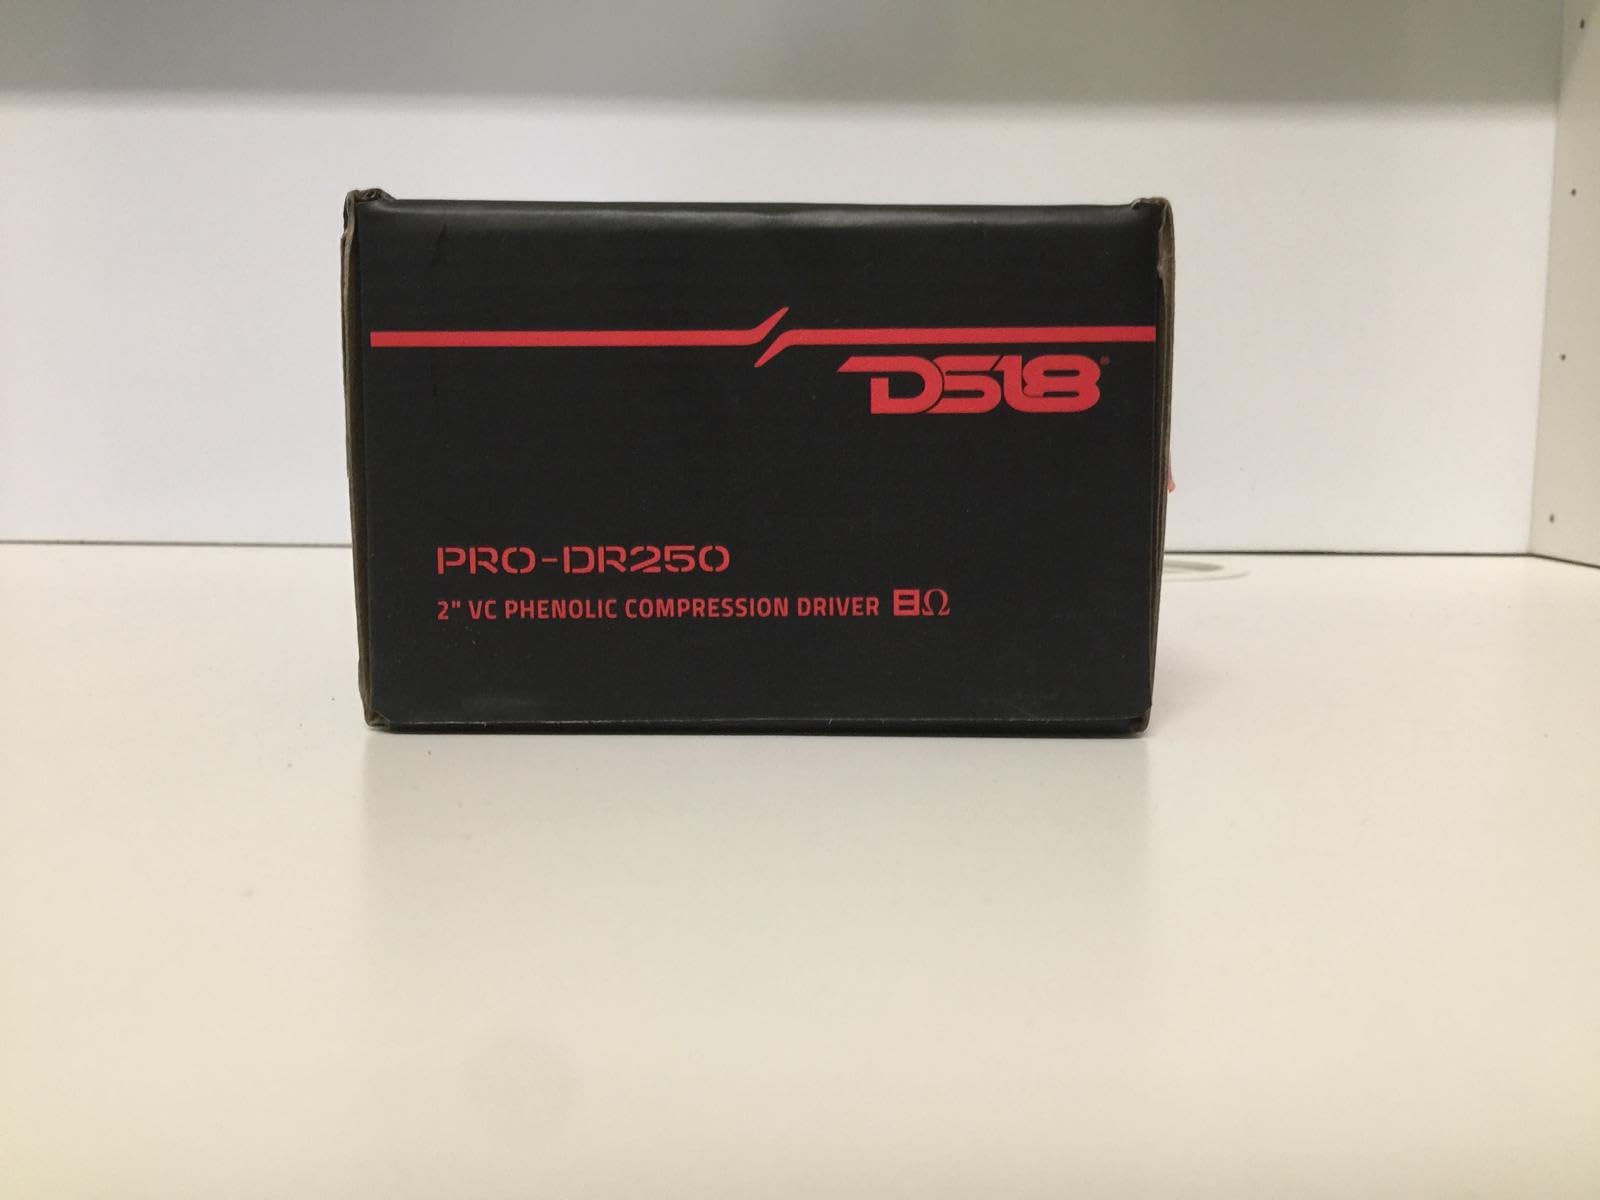 DS18®
PRO-DR250
2" VC PHENOLIC COMPRESSION DRIVER 8Ω